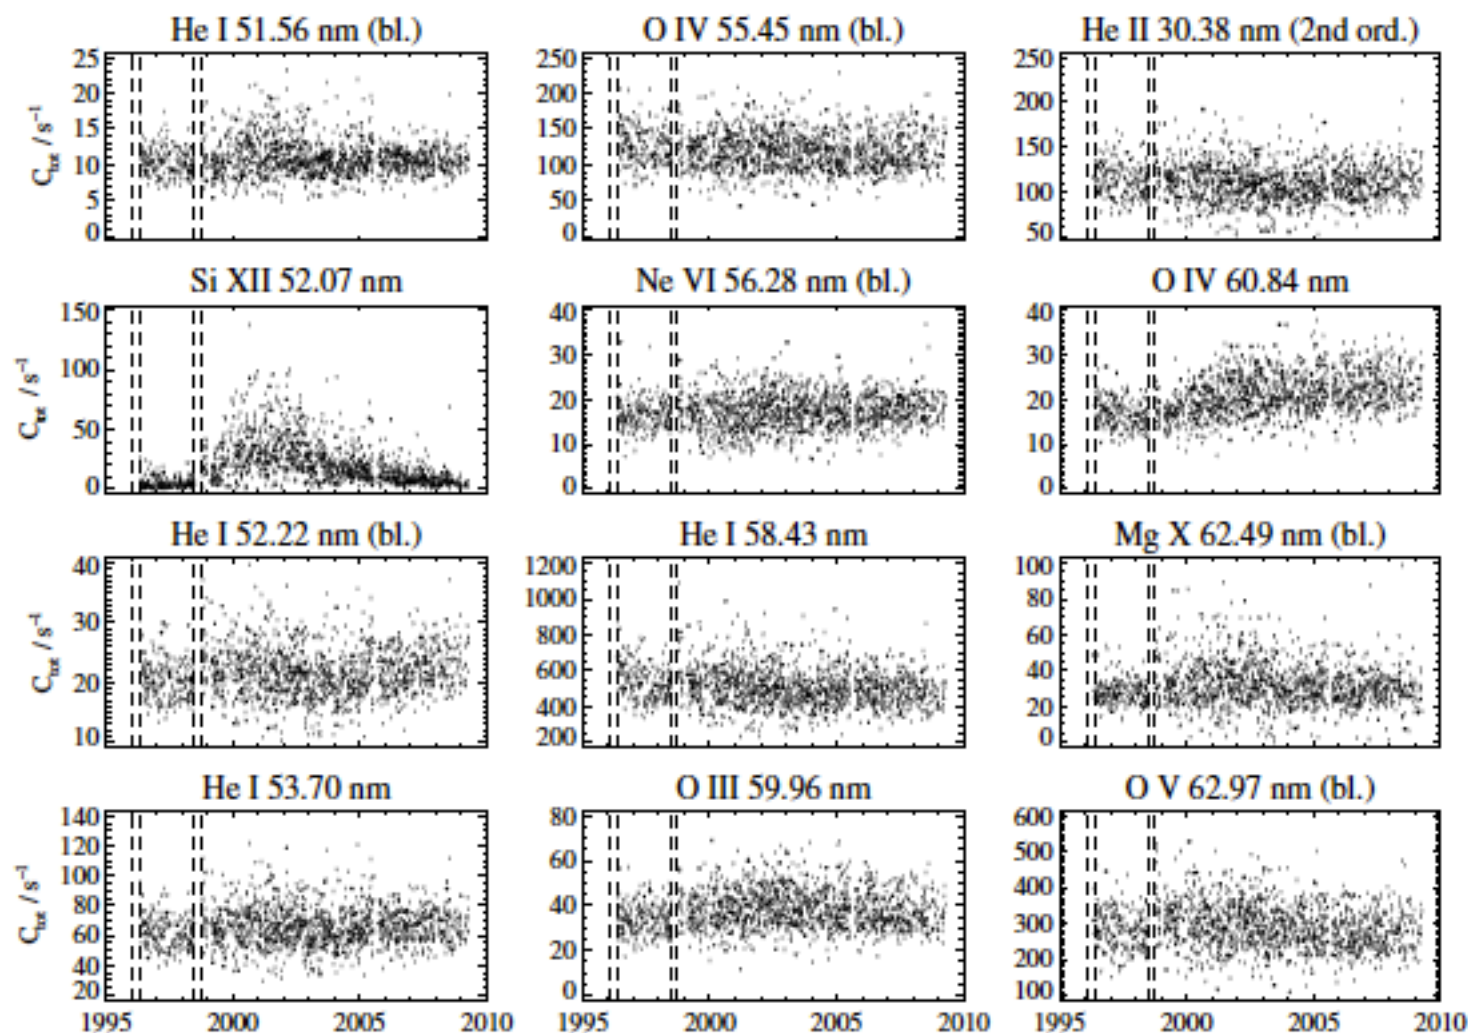 He I 51.56 nm (bl.) O IV 55.45 nm (bl.) He II 30.38 nm (2nd ord.)
25 250 250
20 200 200
15 150 150
10 100 100
5 50 50
0 0
C_tot / s⁻¹
Si XII 52.07 nm Ne VI 56.28 nm (bl.) O IV 60.84 nm
150 40 40
100 30 30
50 20 20
0 10 10
0 0
C_tot / s⁻¹
He I 52.22 nm (bl.) He I 58.43 nm Mg X 62.49 nm (bl.)
40 1200 100
30 1000 80
20 800 60
10 600 40
400 20
200 0
C_tot / s⁻¹
He I 53.70 nm O III 59.96 nm O V 62.97 nm (bl.)
140 80 600
120 60 500
100 40 400
80 20 300
60 0 200
40 100
20
C_tot / s⁻¹
1995 2000 2005 2010 1995 2000 2005 2010 1995 2000 2005 2010